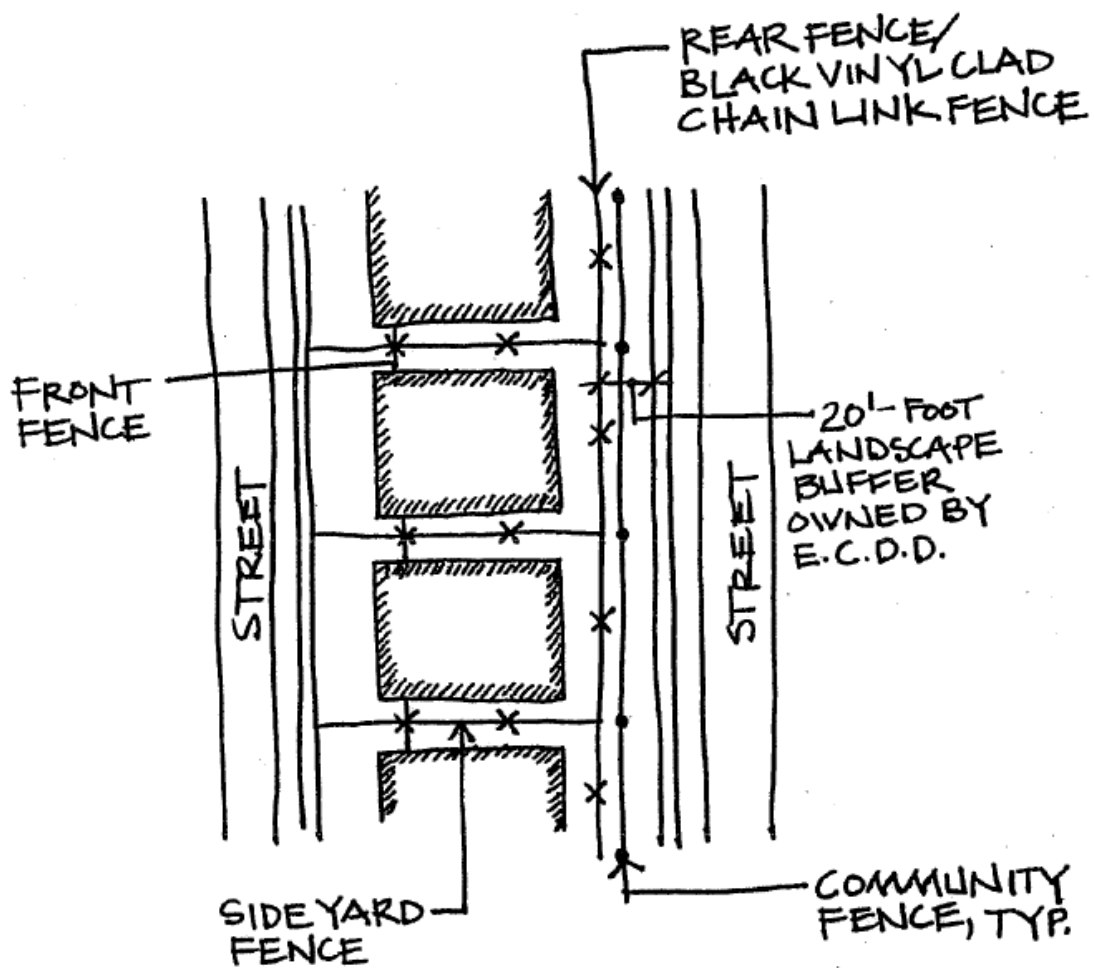 REAR FENCE/
BLACK VINYL CLAD
CHAIN LINK FENCE
FRONT
FENCE
20'-FOOT
LANDSCAPE
BUFFER
OWNED BY
E.C.D.D.
STREET
STREET
SIDE YARD
FENCE
COMMUNITY
FENCE, TYP.